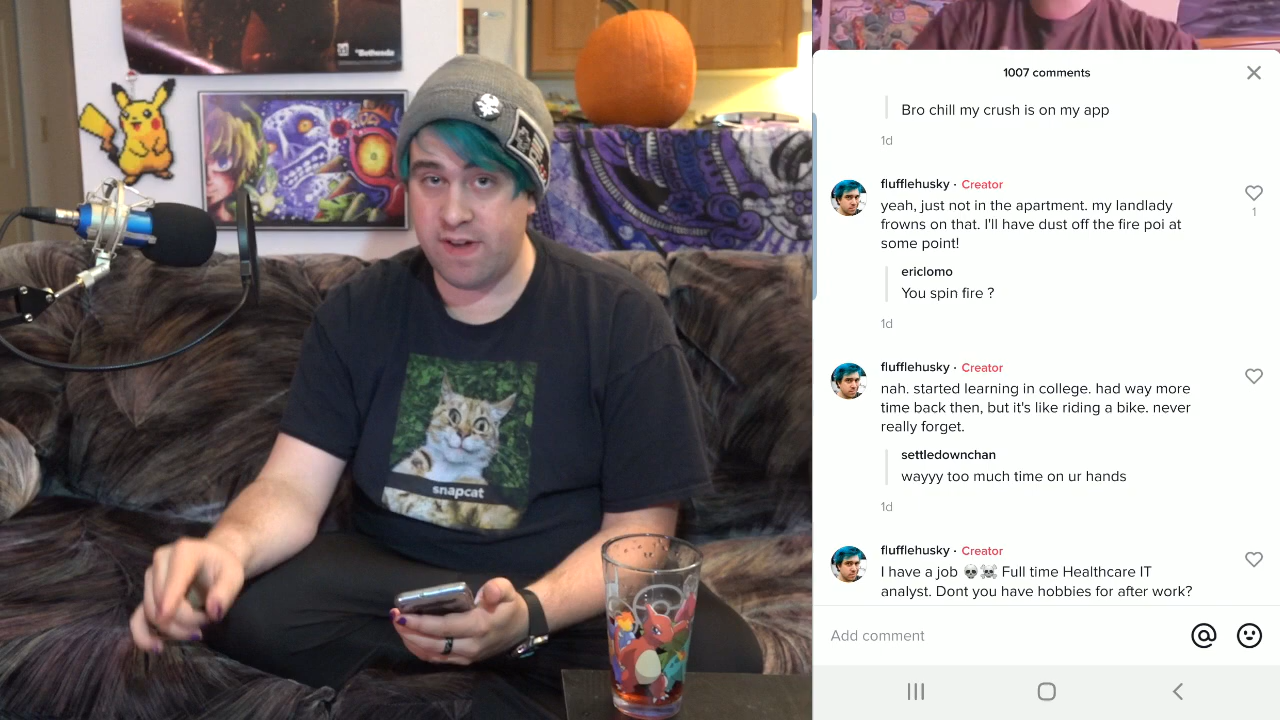 Bethesda
snapcat
1007 comments
Bro chill my crush is on my app
1d
flufflehusky · Creator
yeah, just not in the apartment. my landlady
frowns on that. I'll have dust off the fire poi at
some point!
1
ericlomo
You spin fire ?
1d
flufflehusky · Creator
nah. started learning in college. had way more
time back then, but it's like riding a bike. never
really forget.
settledownchan
wayyy too much time on ur hands
1d
flufflehusky · Creator
I have a job 💀☠️ Full time Healthcare IT
analyst. Dont you have hobbies for after work?
Add comment